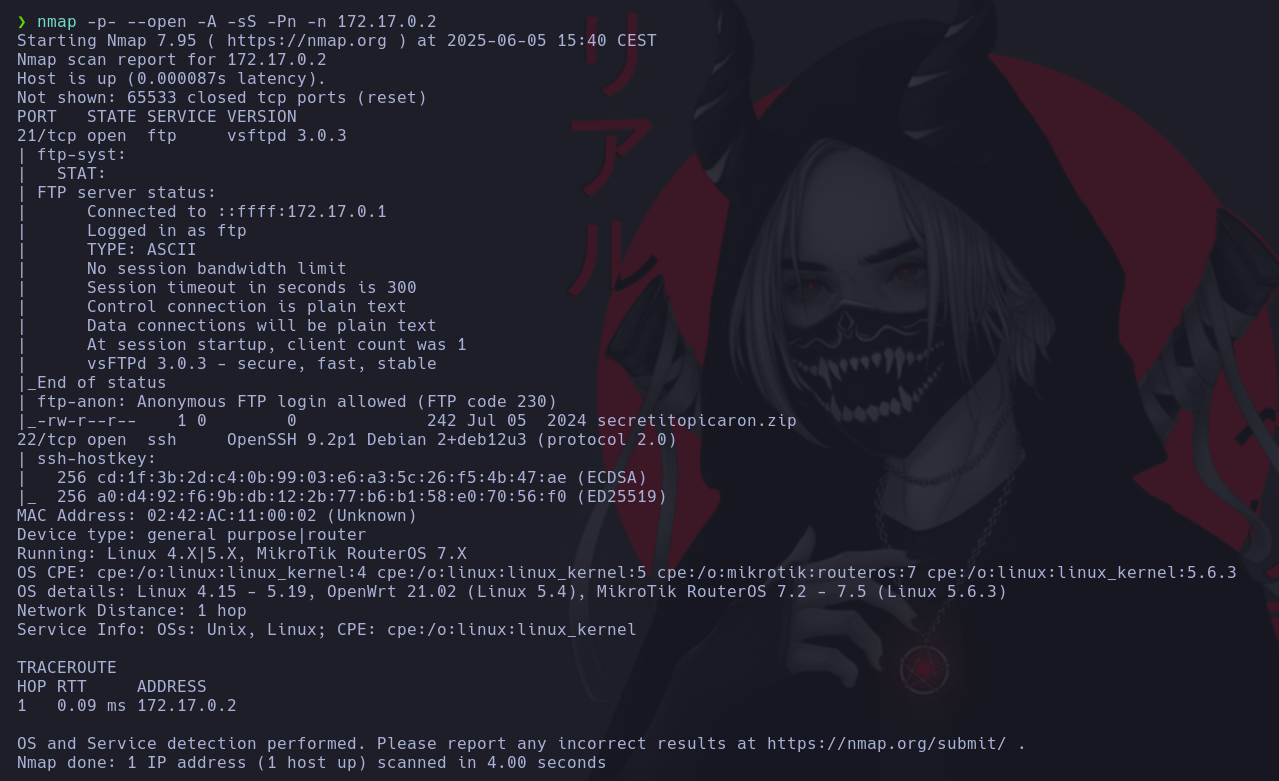 ❯ nmap -p- --open -A -sS -Pn -n 172.17.0.2
Starting Nmap 7.95 ( https://nmap.org ) at 2025-06-05 15:40 CEST
Nmap scan report for 172.17.0.2
Host is up (0.000087s latency).
Not shown: 65533 closed tcp ports (reset)
PORT   STATE SERVICE VERSION
21/tcp open  ftp     vsftpd 3.0.3
| ftp-syst:
|   STAT:
| FTP server status:
|      Connected to ::ffff:172.17.0.1
|      Logged in as ftp
|      TYPE: ASCII
|      No session bandwidth limit
|      Session timeout in seconds is 300
|      Control connection is plain text
|      Data connections will be plain text
|      At session startup, client count was 1
|      vsFTPd 3.0.3 - secure, fast, stable
|_End of status
| ftp-anon: Anonymous FTP login allowed (FTP code 230)
|_-rw-r--r--    1 0        0             242 Jul 05  2024 secretitopicaron.zip
22/tcp open  ssh     OpenSSH 9.2p1 Debian 2+deb12u3 (protocol 2.0)
| ssh-hostkey:
|   256 cd:1f:3b:2d:c4:0b:99:03:e6:a3:5c:26:f5:4b:47:ae (ECDSA)
|_  256 a0:d4:92:f6:9b:db:12:2b:77:b6:b1:58:e0:70:56:f0 (ED25519)
MAC Address: 02:42:AC:11:00:02 (Unknown)
Device type: general purpose|router
Running: Linux 4.X|5.X, MikroTik RouterOS 7.X
OS CPE: cpe:/o:linux:linux_kernel:4 cpe:/o:linux:linux_kernel:5 cpe:/o:mikrotik:routeros:7 cpe:/o:linux:linux_kernel:5.6.3
OS details: Linux 4.15 - 5.19, OpenWrt 21.02 (Linux 5.4), MikroTik RouterOS 7.2 - 7.5 (Linux 5.6.3)
Network Distance: 1 hop
Service Info: OSs: Unix, Linux; CPE: cpe:/o:linux:linux_kernel
TRACEROUTE
HOP RTT     ADDRESS
1   0.09 ms 172.17.0.2
OS and Service detection performed. Please report any incorrect results at https://nmap.org/submit/ .
Nmap done: 1 IP address (1 host up) scanned in 4.00 seconds
リアル